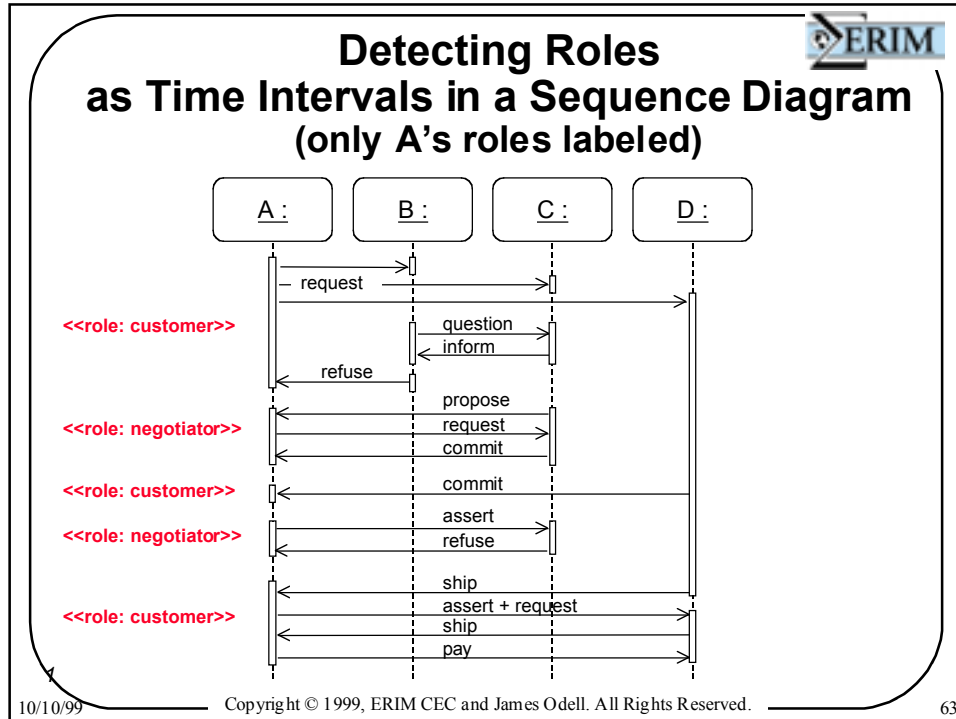 ERIM
Detecting Roles
as Time Intervals in a Sequence Diagram
(only A's roles labeled)
A :
B :
C :
D :
request
<<role: customer>>
question
inform
refuse
propose
<<role: negotiator>>
request
commit
<<role: customer>>
commit
assert
<<role: negotiator>>
refuse
ship
assert + request
<<role: customer>>
ship
pay
10/10/99
Copyright © 1999, ERIM CEC and James Odell. All Rights Reserved.
63